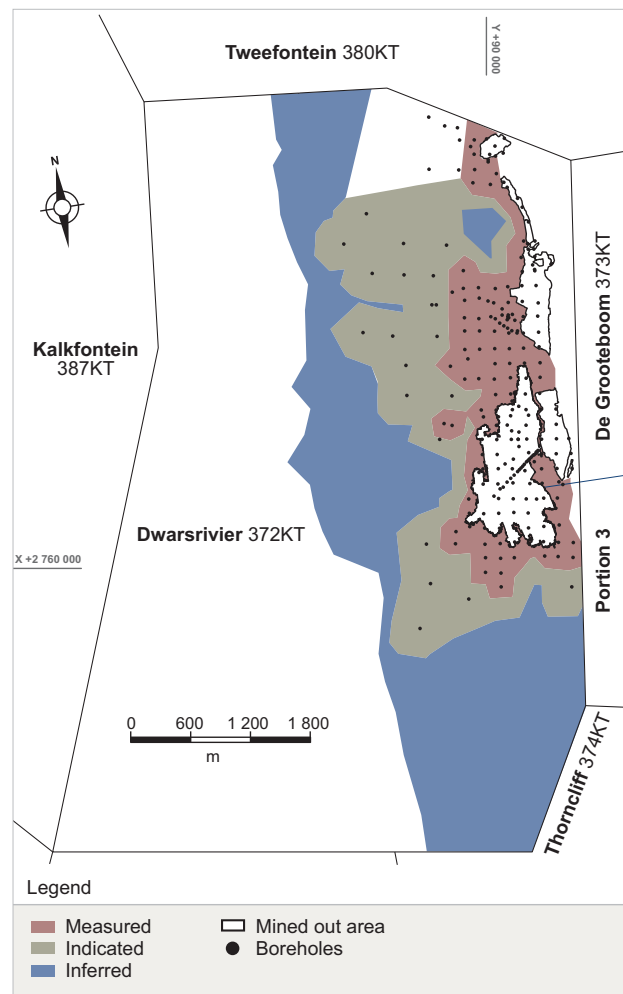 Tweefontein 380KT
Y +90 000
N
De Grooteboom 373KT
Kalkfontein
387KT
Dwarsrivier 372KT
X +2 760 000
Portion 3
0 600 1 200 1 800
m
Thorncliff 374KT
Legend
Measured
Mined out area
Indicated
Boreholes
Inferred